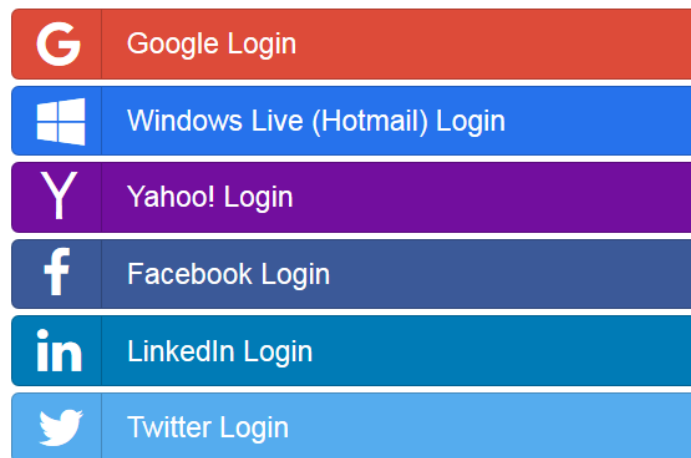 Google Login
Windows Live (Hotmail) Login
Yahoo! Login
Facebook Login
LinkedIn Login
Twitter Login